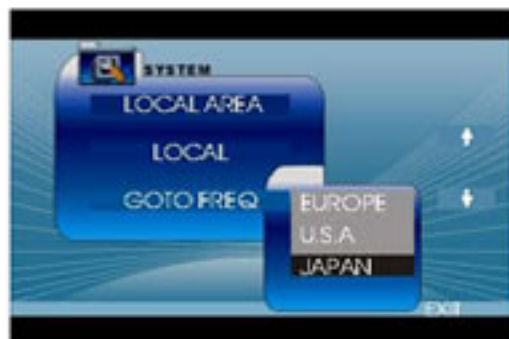 SYSTEM
LOCAL AREA
LOCAL
GOTO FREQ
EUROPE
U.S.A
JAPAN
EXIT